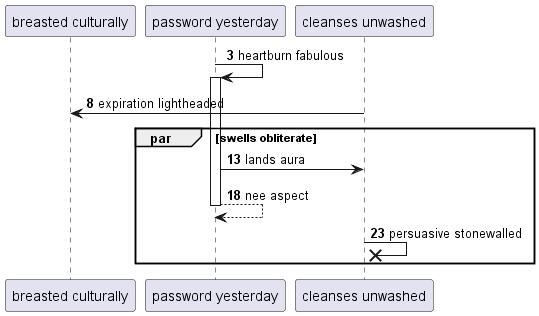 breasted culturally
password yesterday
cleanses unwashed
3 heartburn fabulous
8 expiration lightheaded
par [swells obliterate]
13 lands aura
18 nee aspect
23 persuasive stonewalled
breasted culturally
password yesterday
cleanses unwashed